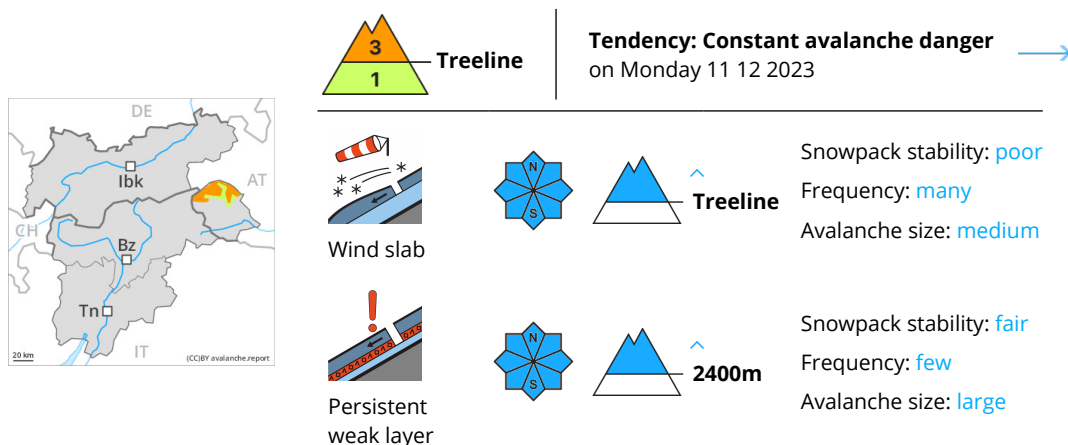 3
1
Treeline
Tendency: Constant avalanche danger
on Monday 11 12 2023
DE
Ibk
AT
CH
Bz
Tn
IT
20 km
(CC)BY avalanche.report
N
S
Treeline
Wind slab
Snowpack stability: poor
Frequency: many
Avalanche size: medium
N
S
2400m
Persistent
weak layer
Snowpack stability: fair
Frequency: few
Avalanche size: large